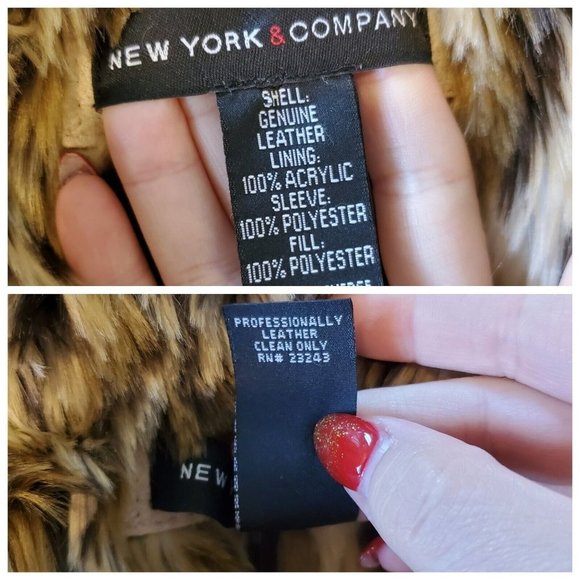 NEW YORK & COMPANY
SHELL:
GENUINE
LEATHER
LINING:
100% ACRYLIC
SLEEVE:
100% POLYESTER
FILL:
100% POLYESTER
PROFESSIONALLY
LEATHER
CLEAN ONLY
RN# 23243
NEW